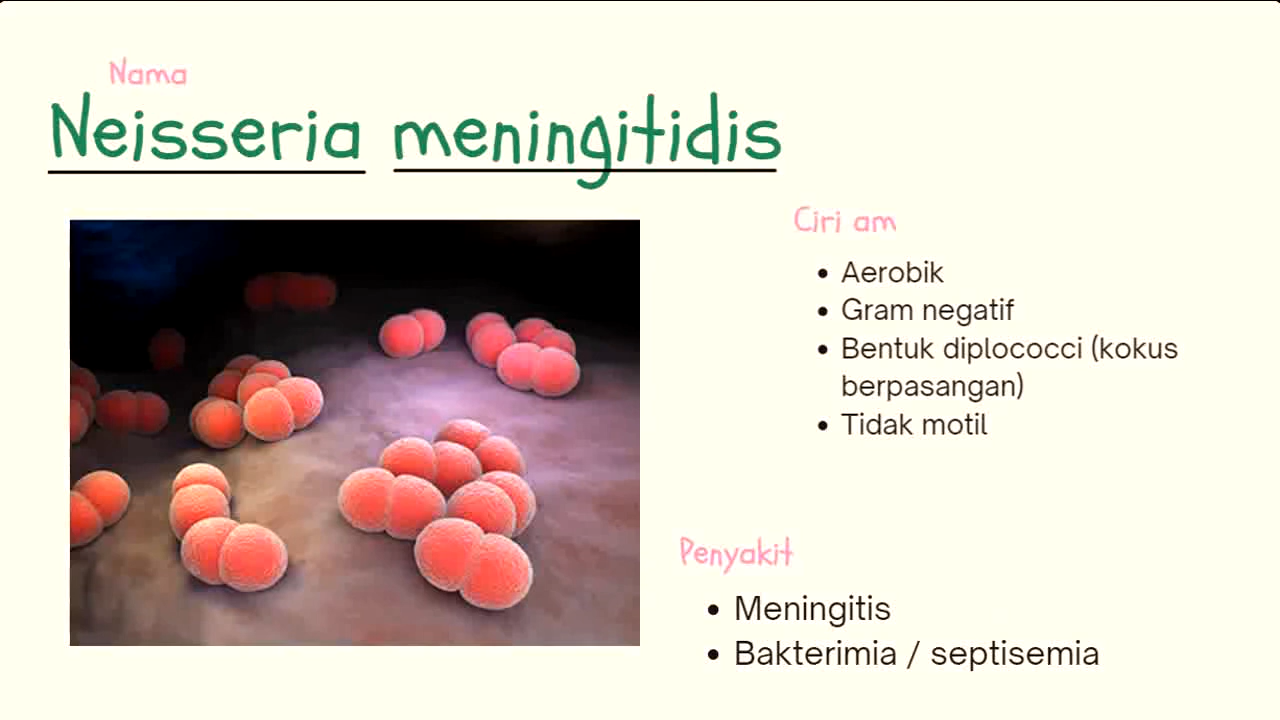 Nama
Neisseria meningitidis
Ciri am
• Aerobik
• Gram negatif
• Bentuk diplococci (kokus
berpasangan)
• Tidak motil
Penyakit
• Meningitis
• Bakterimia / septisemia